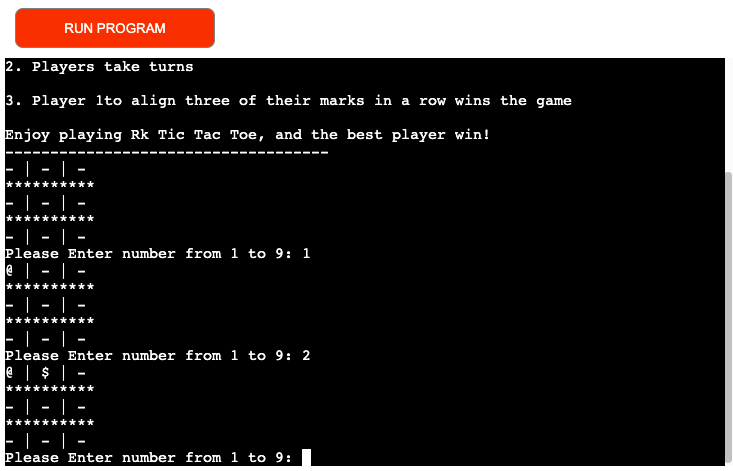 RUN PROGRAM
2. Players take turns
3. Player 1to align three of their marks in a row wins the game
Enjoy playing Rk Tic Tac Toe, and the best player win!
------------------------------------
- | - | -
**********
- | - | -
**********
- | - | -
Please Enter number from 1 to 9: 1
@ | - | -
**********
- | - | -
**********
- | - | -
Please Enter number from 1 to 9: 2
@ | $ | -
**********
- | - | -
**********
- | - | -
Please Enter number from 1 to 9: